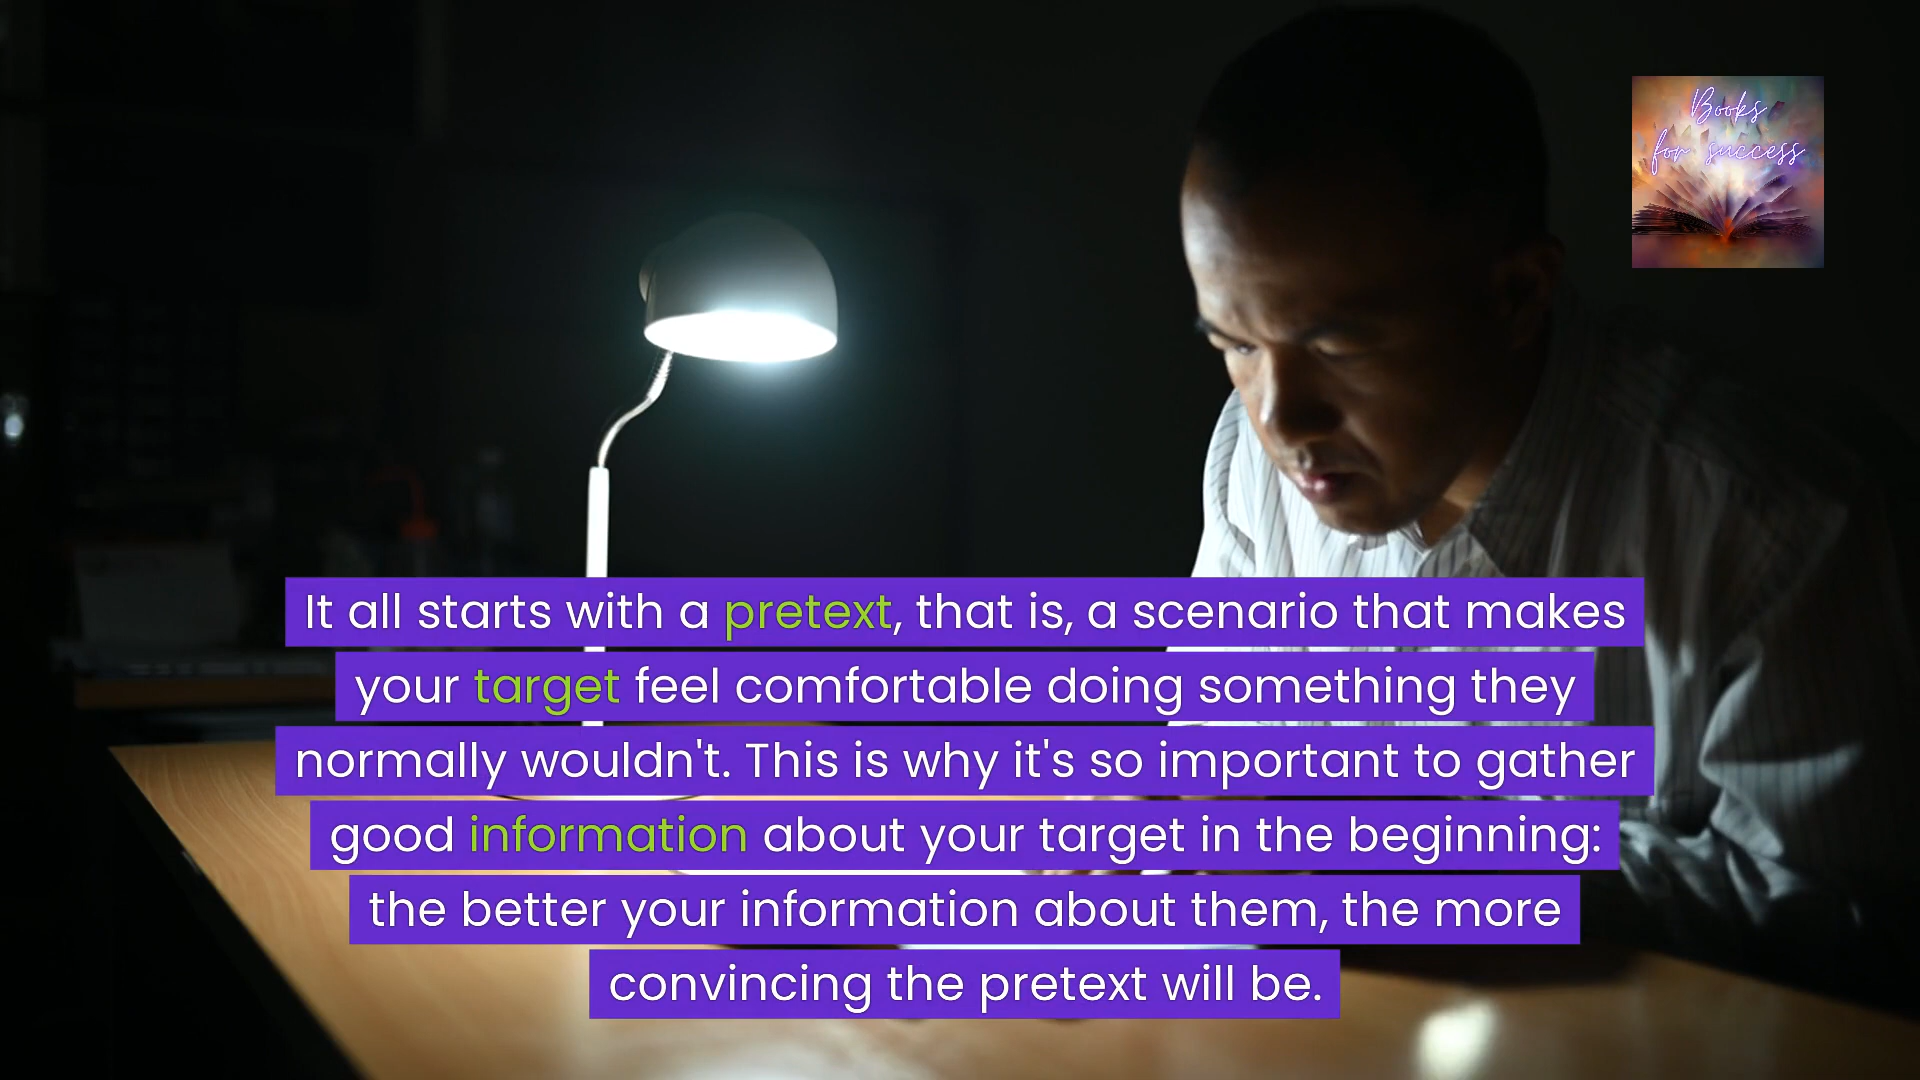 Books
for success
It all starts with a pretext, that is, a scenario that makes
your target feel comfortable doing something they
normally wouldn't. This is why it's so important to gather
good information about your target in the beginning:
the better your information about them, the more
convincing the pretext will be.